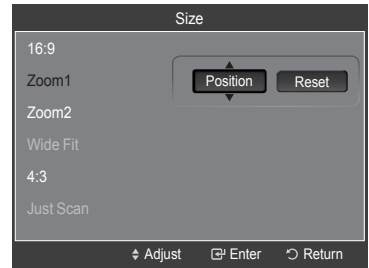 Size
16:9
Zoom1
Position Reset
Zoom2
Wide Fit
4:3
Just Scan
Adjust Enter Return